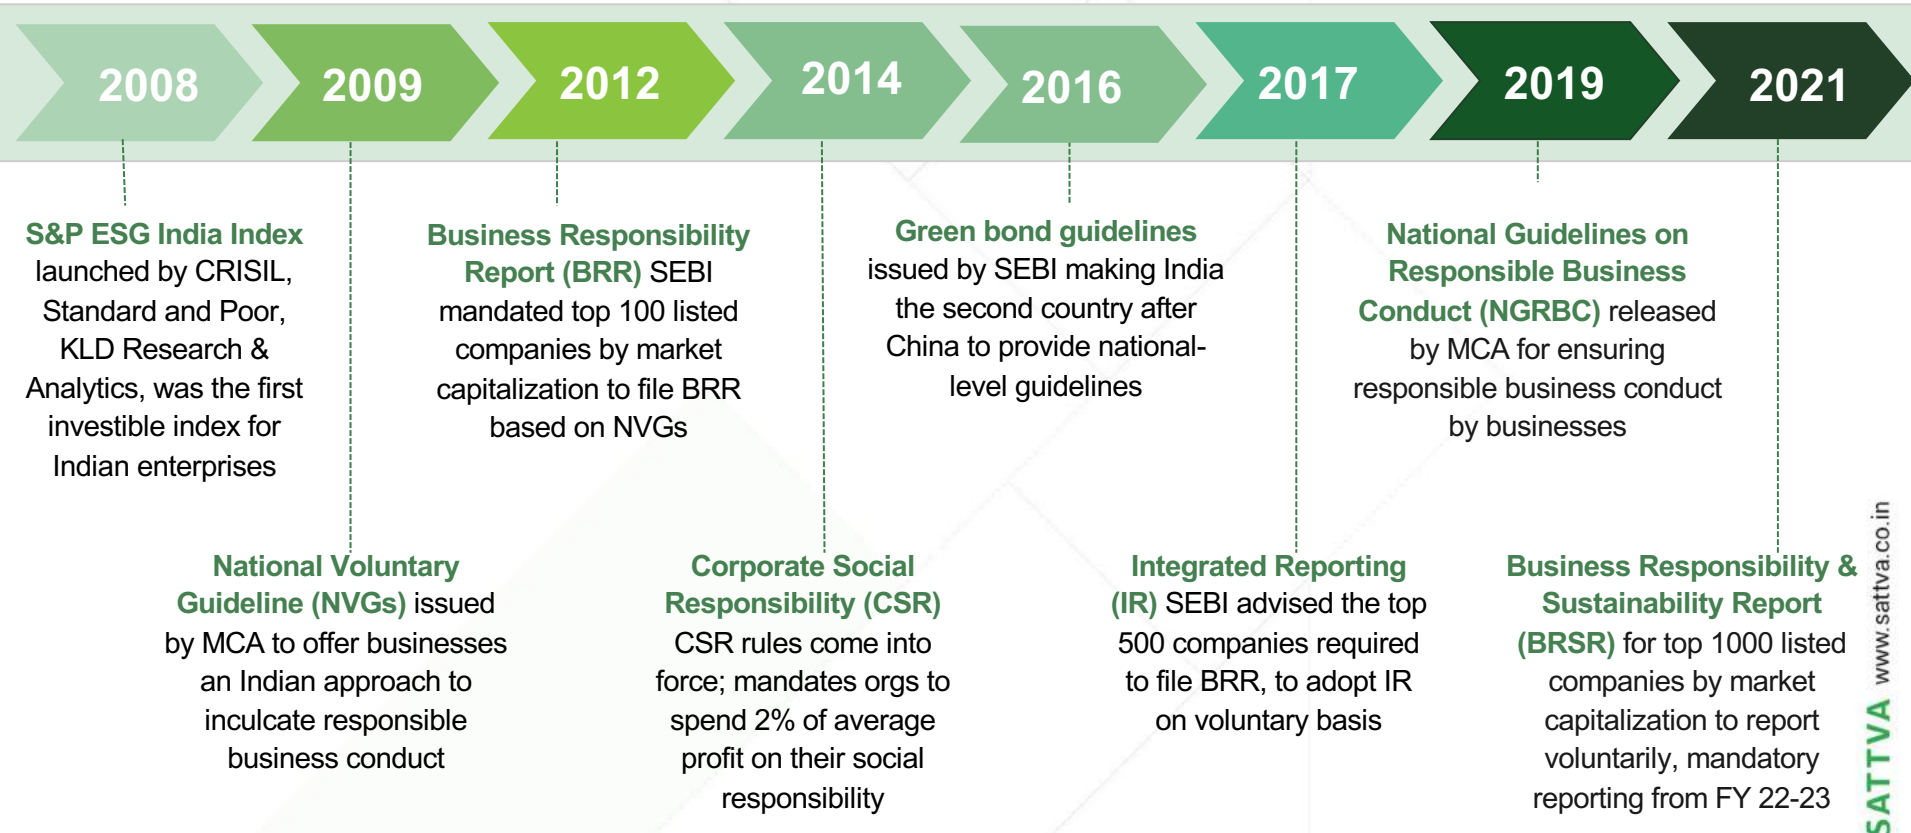 2008
2009
2012
2014
2016
2017
2019
2021
S&P ESG India Index
launched by CRISIL,
Standard and Poor,
KLD Research &
Analytics, was the first
investible index for
Indian enterprises
National Voluntary
Guideline (NVGs) issued
by MCA to offer businesses
an Indian approach to
inculcate responsible
business conduct
Business Responsibility
Report (BRR) SEBI
mandated top 100 listed
companies by market
capitalization to file BRR
based on NVGs
Corporate Social
Responsibility (CSR)
CSR rules come into
force; mandates orgs to
spend 2% of average
profit on their social
responsibility
Green bond guidelines
issued by SEBI making India
the second country after
China to provide national-
level guidelines
Integrated Reporting
(IR) SEBI advised the top
500 companies required
to file BRR, to adopt IR
on voluntary basis
National Guidelines on
Responsible Business
Conduct (NGRBC) released
by MCA for ensuring
responsible business conduct
by businesses
Business Responsibility &
Sustainability Report
(BRSR) for top 1000 listed
companies by market
capitalization to report
voluntarily, mandatory
reporting from FY 22-23
SATTVA www.sattva.co.in